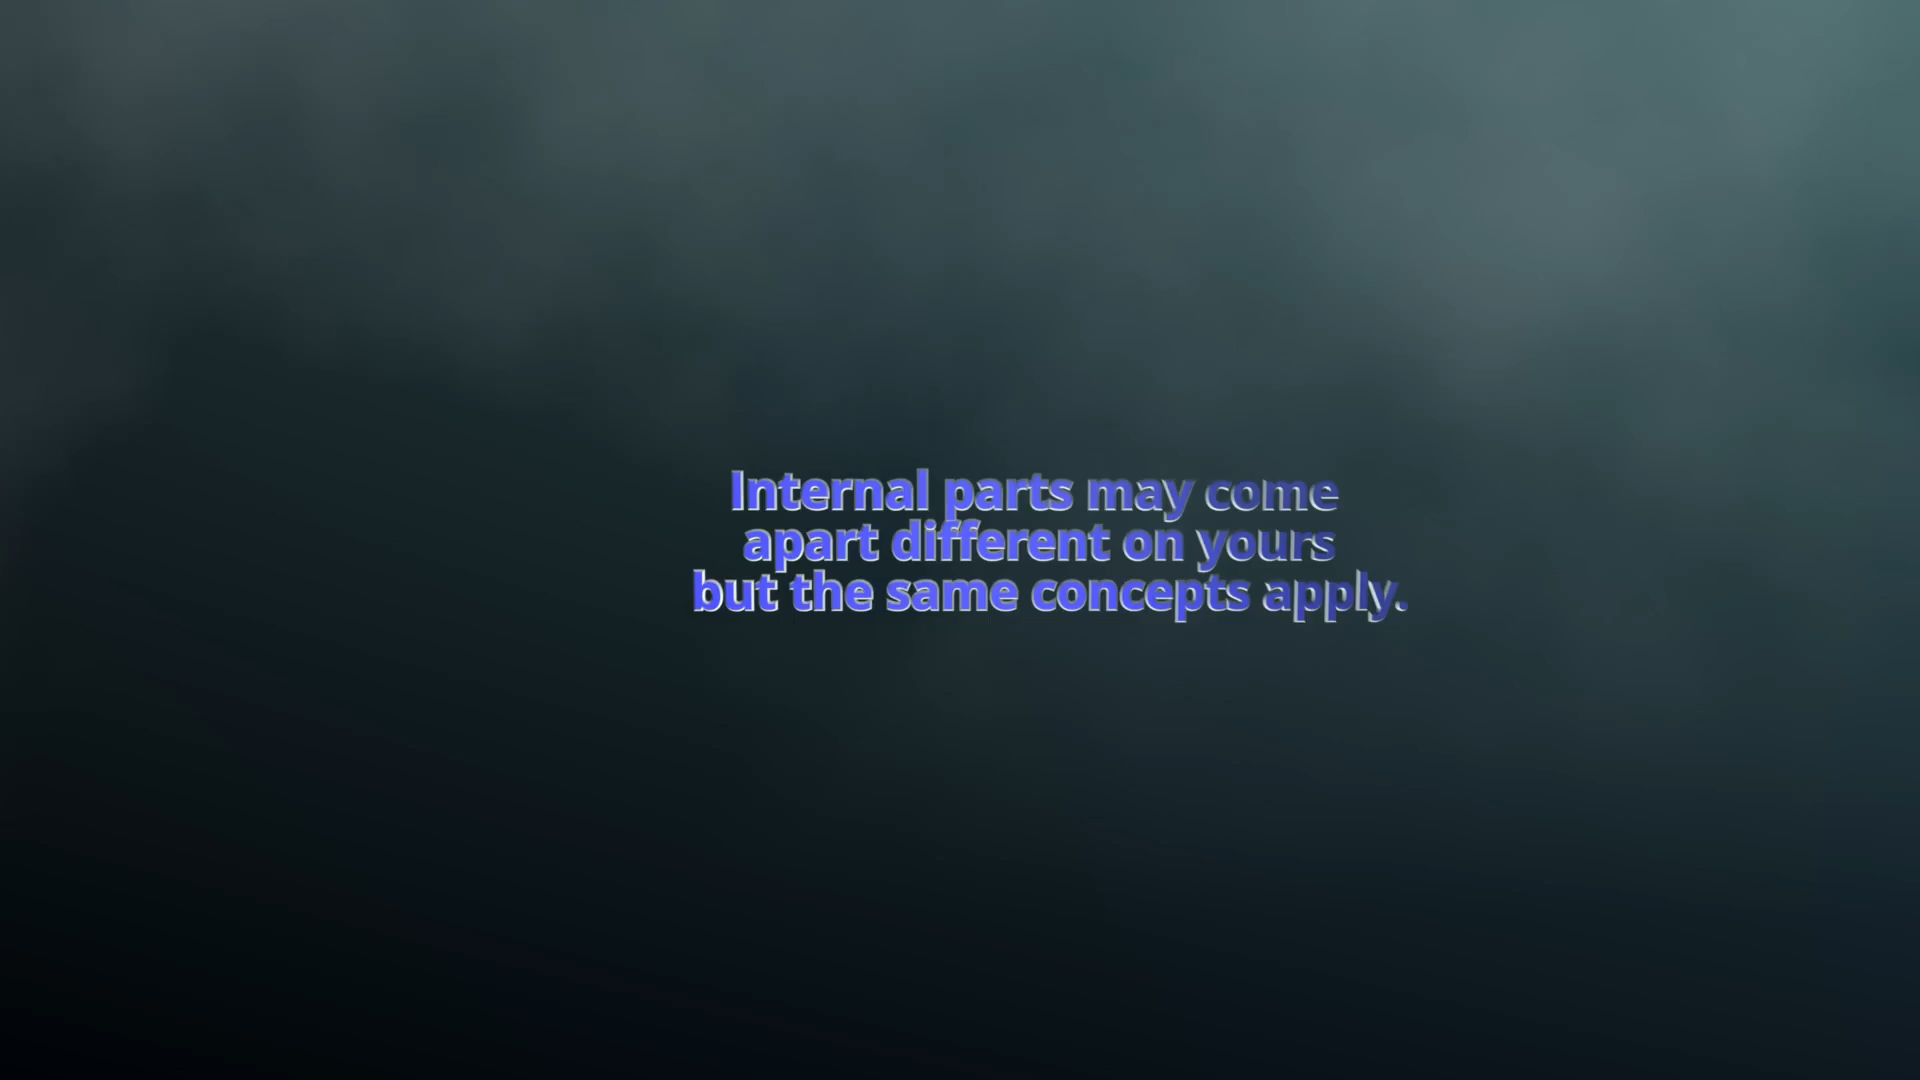 Internal parts may come
apart different on yours
but the same concepts apply.